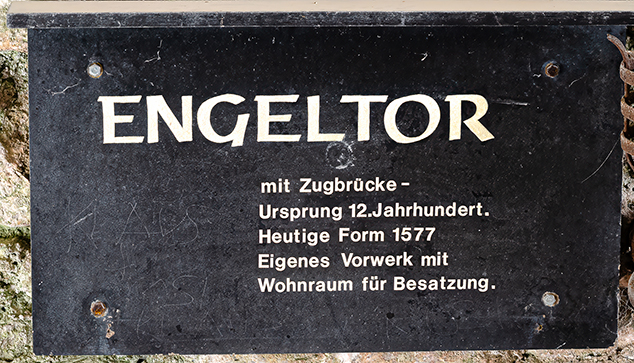 ENGELTOR
mit Zugbrücke –
Ursprung 12.Jahrhundert.
Heutige Form 1577
Eigenes Vorwerk mit
Wohnraum für Besatzung.